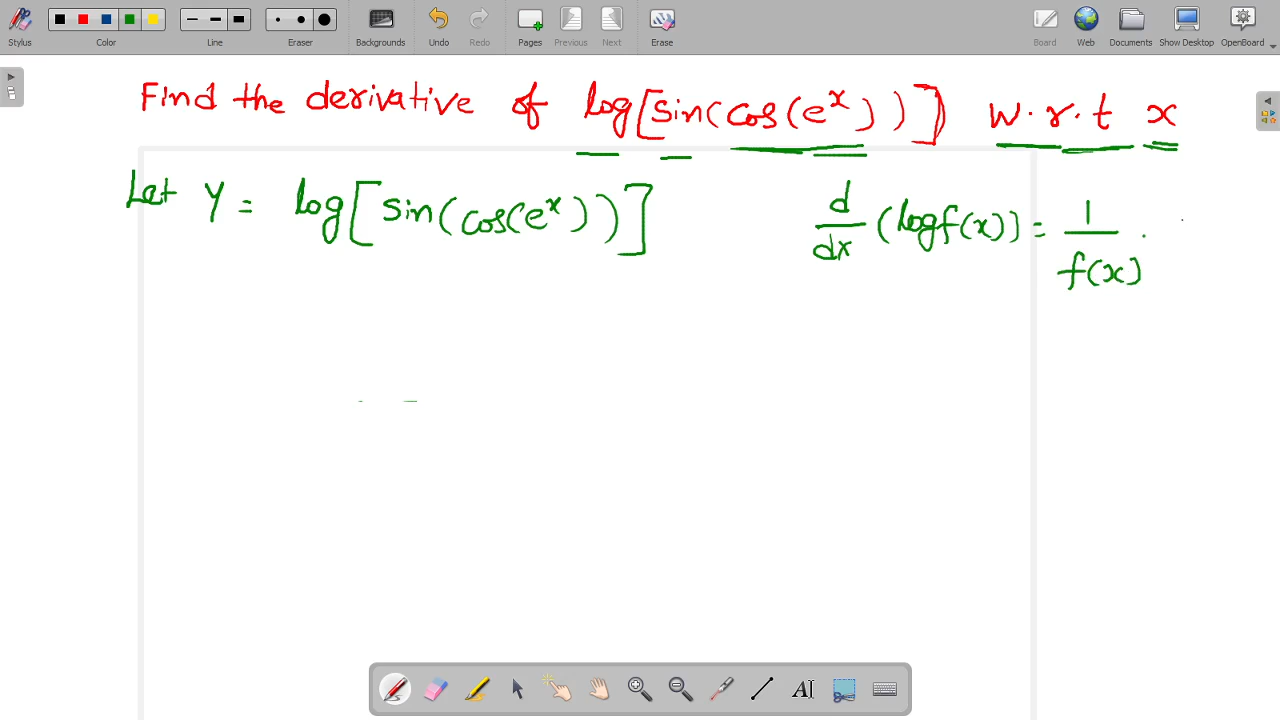 Stylus Color Line Eraser Backgrounds Undo Redo Pages Previous Next Erase Board Web Documents Show Desktop OpenBoard
Find the derivative of log[sin(cos(e^x))] w.r.t x
Let y = log[sin(cos(e^x))]
d/dx (log f(x)) = 1/f(x) .